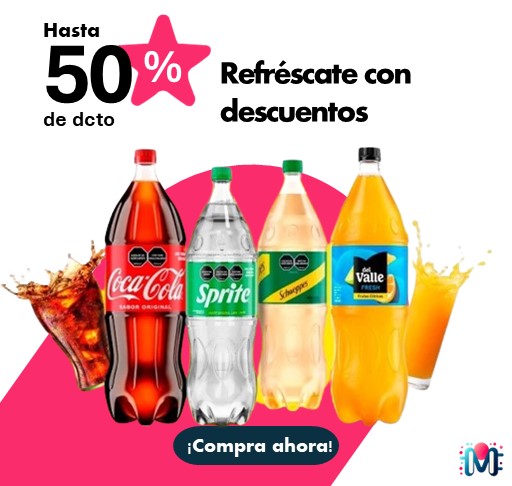 Hasta
50%
de dcto
Refréscate con
descuentos
Coca-Cola
SABOR ORIGINAL
Sprite
Schweppes
del
Valle
FRESH
¡Compra ahora!
M